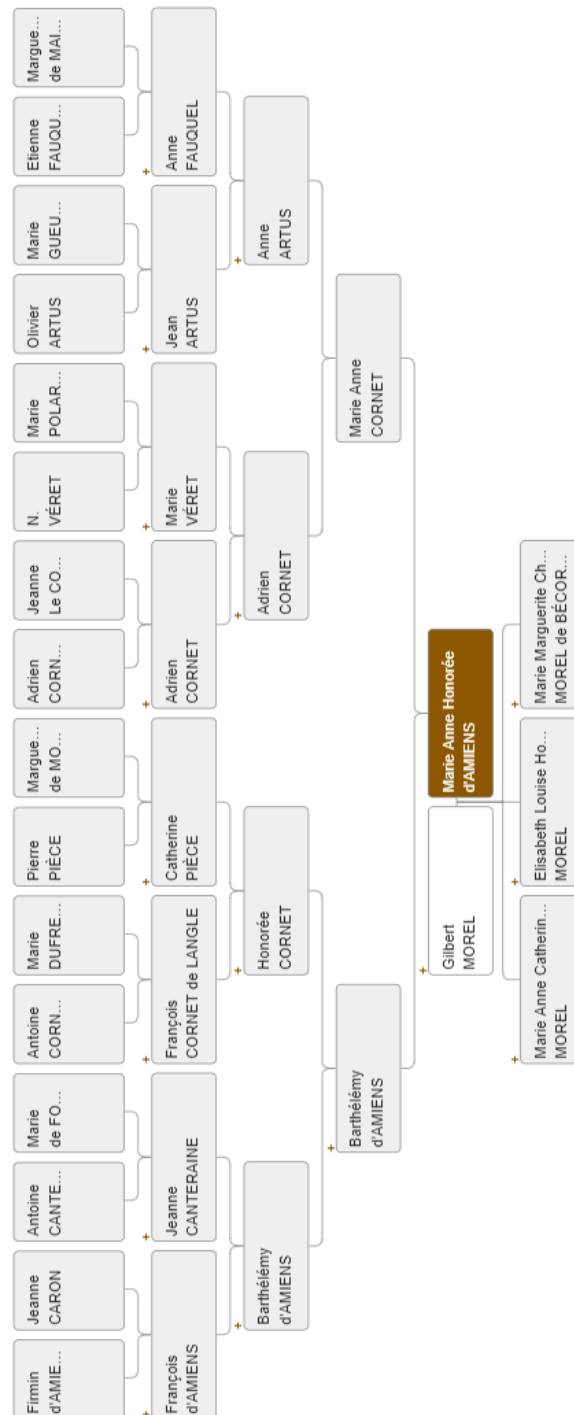 Firmin
d'AMIE…
Jeanne
CARON
Antoine
CANTE…
Marie
de FO…
Antoine
CORN…
Marie
DUFRE…
Pierre
PIÈCE
Margue…
de MO…
Adrien
CORN…
Jeanne
Le CO…
N.
VÉRET
Marie
POLAR…
Olivier
ARTUS
Marie
GUEU…
Etienne
FAUQU…
Margue…
de MAI…
François
d'AMIENS
Jeanne
CANTERAINE
François
CORNET de LANGLE
Catherine
PIÈCE
Adrien
CORNET
Marie
VÉRET
Jean
ARTUS
Anne
FAUQUEL
Barthélémy
d'AMIENS
Honorée
CORNET
Adrien
CORNET
Anne
ARTUS
Barthélémy
d'AMIENS
Marie Anne
CORNET
Gilbert
MOREL
Marie Anne Honorée
d'AMIENS
Marie Anne Catherin…
MOREL
Elisabeth Louise Ho…
MOREL
Marie Marguerite Ch…
MOREL de BÉCOR…